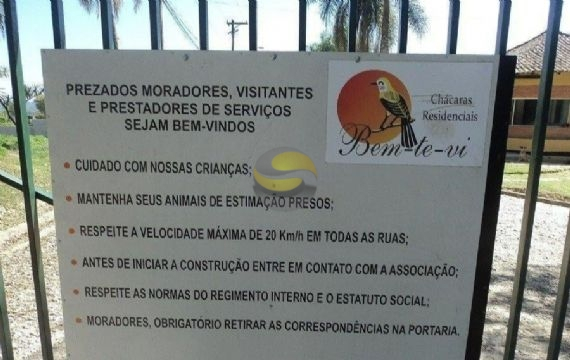 PREZADOS MORADORES, VISITANTES
E PRESTADORES DE SERVIÇOS
SEJAM BEM-VINDOS
Chácaras
Residenciais
Bem-te-vi
• CUIDADO COM NOSSAS CRIANÇAS;
• MANTENHA SEUS ANIMAIS DE ESTIMAÇÃO PRESOS;
• RESPEITE A VELOCIDADE MÁXIMA DE 20 Km/h EM TODAS AS RUAS;
• ANTES DE INICIAR A CONSTRUÇÃO ENTRE EM CONTATO COM A ASSOCIAÇÃO;
• RESPEITE AS NORMAS DO REGIMENTO INTERNO E O ESTATUTO SOCIAL;
• MORADORES, OBRIGATÓRIO RETIRAR AS CORRESPONDÊNCIAS NA PORTARIA.